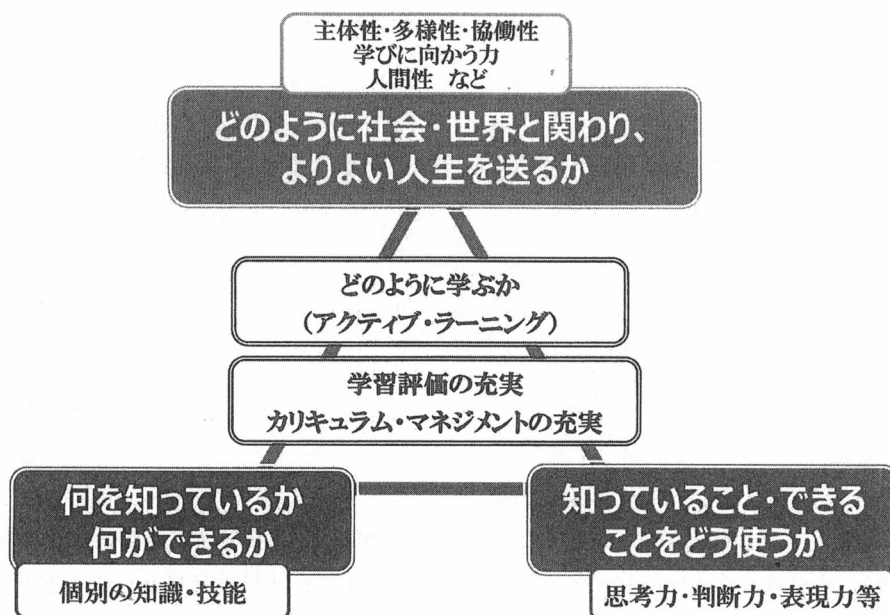 主体性・多様性・協働性
学びに向かう力
人間性 など
どのように社会・世界と関わり、
よりよい人生を送るか
どのように学ぶか
(アクティブ・ラーニング)
学習評価の充実
カリキュラム・マネジメントの充実
何を知っているか
何ができるか
個別の知識・技能
知っていること・できる
ことをどう使うか
思考力・判断力・表現力等